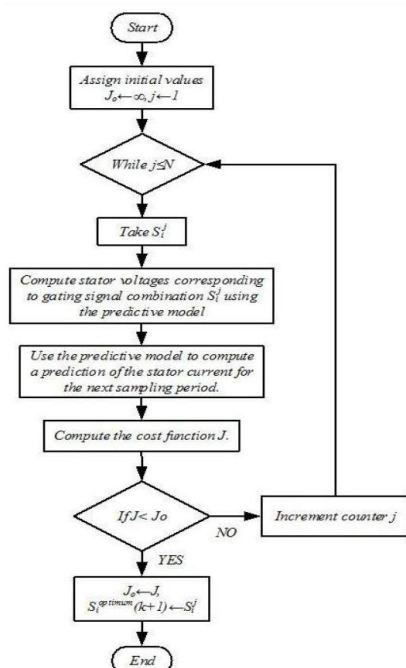 Start
Assign initial values
J₀←∞, j←1
While j≤N
Take Sᵢʲ
Compute stator voltages corresponding
to gating signal combination Sᵢʲ using
the predictive model
Use the predictive model to compute
a prediction of the stator current for
the next sampling period.
Compute the cost function J.
If J< Jo
NO
Increment counter j
YES
J₀←J,
Sᵢᵒᵖᵗⁱᵐᵘᵐ(k+1)←Sᵢʲ
End